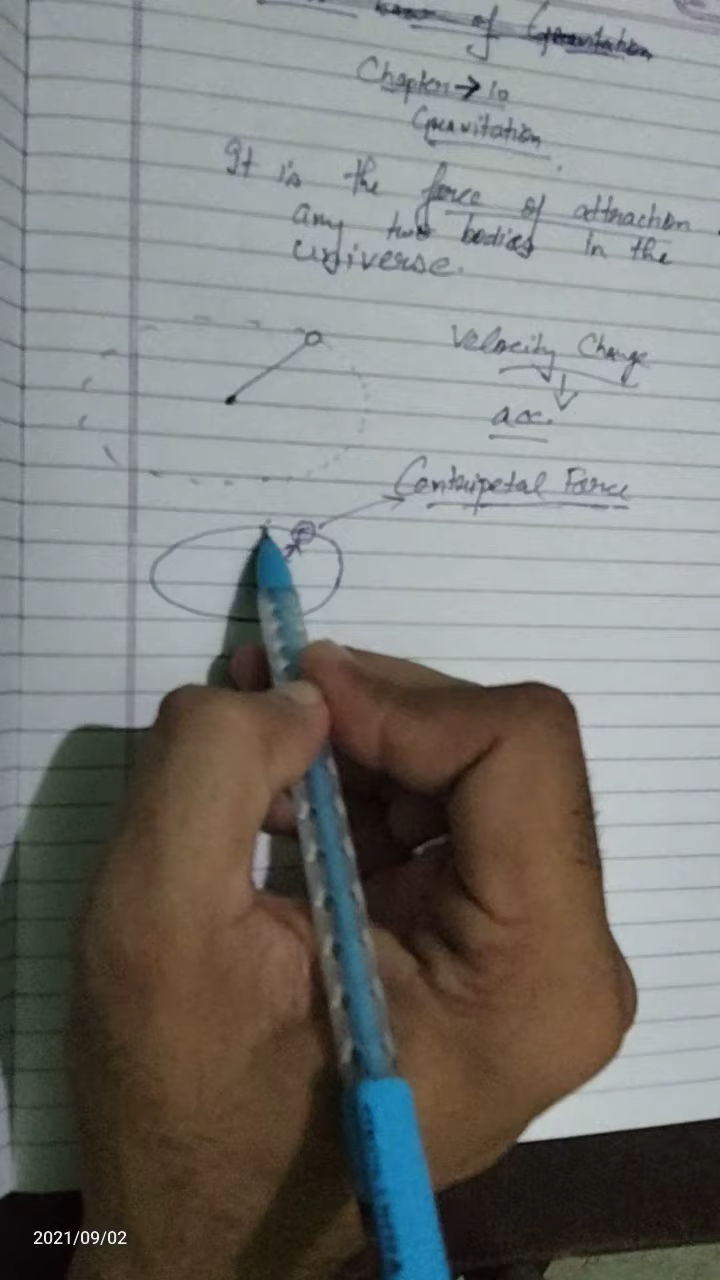 of Gravitation
Chapter → 10
Gravitation.
It is the force of attraction
any two bodies in the
universe.
Velocity Change
acc.
Centripetal Force
2021/09/02